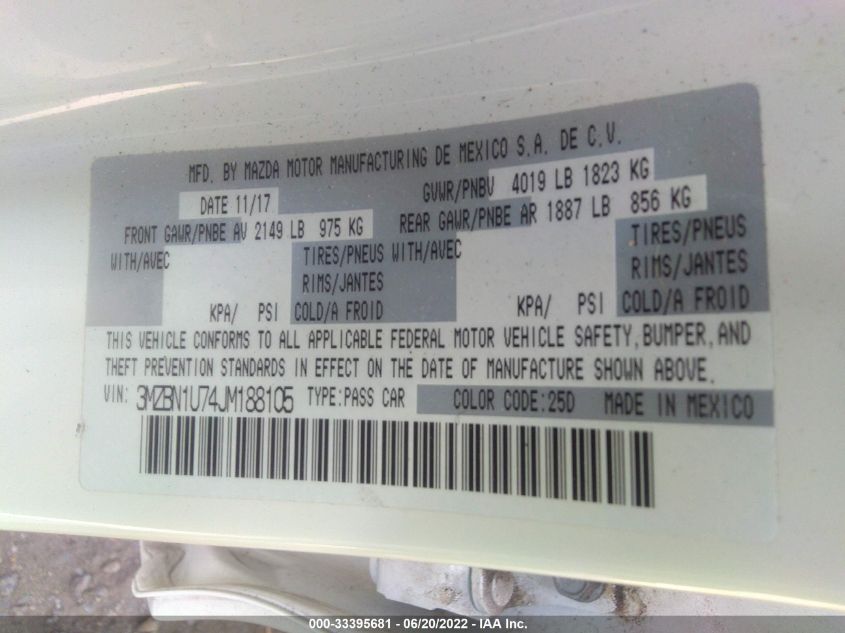 MFD. BY MAZDA MOTOR MANUFACTURING DE MEXICO S.A. DE C.V.
DATE 11/17 GVWR/PNBV 4019 LB 1823 KG
FRONT GAWR/PNBE AV 2149 LB 975 KG REAR GAWR/PNBE AR 1887 LB 856 KG
WITH/AVEC TIRES/PNEUS WITH/AVEC TIRES/PNEUS
RIMS/JANTES RIMS/JANTES
KPA/ PSI COLD/A FROID KPA/ PSI COLD/A FROID
THIS VEHICLE CONFORMS TO ALL APPLICABLE FEDERAL MOTOR VEHICLE SAFETY, BUMPER, AND
THEFT PREVENTION STANDARDS IN EFFECT ON THE DATE OF MANUFACTURE SHOWN ABOVE.
VIN: 3MZBN1U74JM188105 TYPE:PASS CAR COLOR CODE:25D MADE IN MEXICO
000-33395681 - 06/20/2022 - IAA Inc.